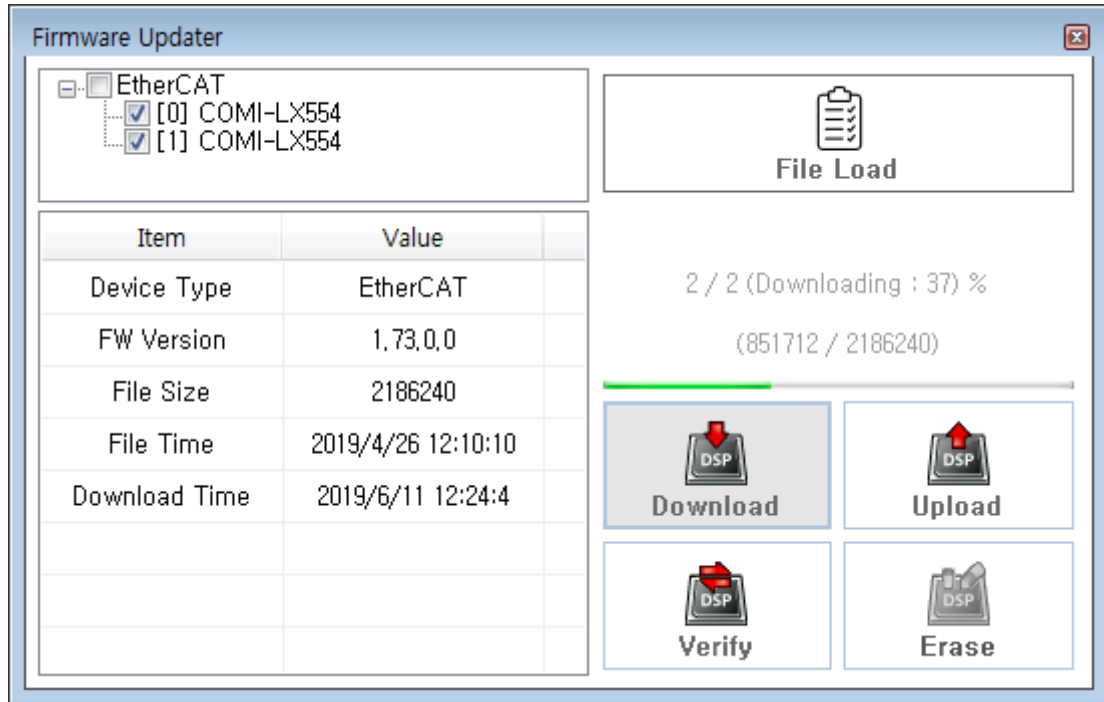 Firmware Updater
EtherCAT
[0] COMI-LX554
[1] COMI-LX554
File Load
Item Value
Device Type EtherCAT
FW Version 1,73,0,0
File Size 2186240
File Time 2019/4/26 12:10:10
Download Time 2019/6/11 12:24:4
2 / 2 (Downloading : 37) %
(851712 / 2186240)
DSP
Download
DSP
Upload
DSP
Verify
DSP
Erase